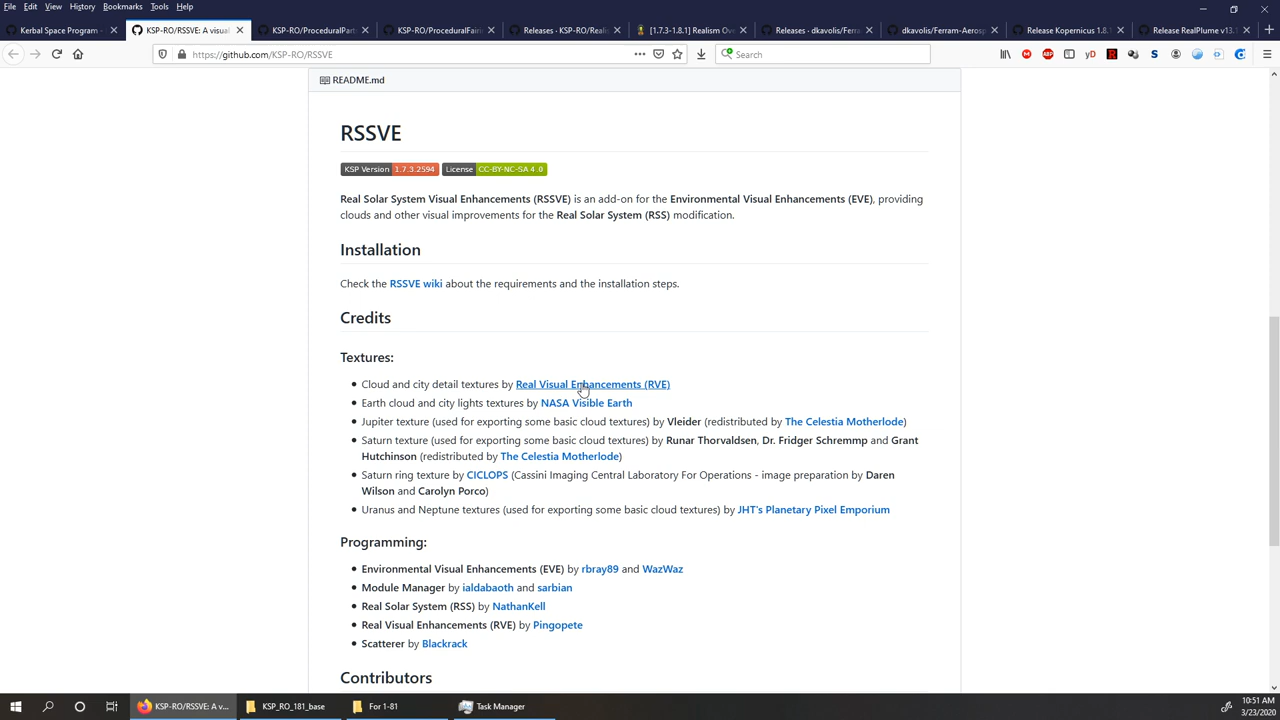 File Edit View History Bookmarks Tools Help
Kerbal Space Program - KSP-RO/RSSVE: A visual KSP-RO/ProceduralPart KSP-RO/ProceduralFair Releases · KSP-RO/Realis [1.7.3-1.8.1] Realism Ov Releases · dkavolis/Ferra dkavolis/Ferram-Aerosp Release Kopernicus 1.8. Release RealPlume v13.
https://github.com/KSP-RO/RSSVE Search
README.md
RSSVE
KSP Version 1.7.3.2594 License CC-BY-NC-SA 4.0
Real Solar System Visual Enhancements (RSSVE) is an add-on for the Environmental Visual Enhancements (EVE), providing
clouds and other visual improvements for the Real Solar System (RSS) modification.
Installation
Check the RSSVE wiki about the requirements and the installation steps.
Credits
Textures:
Cloud and city detail textures by Real Visual Enhancements (RVE)
Earth cloud and city lights textures by NASA Visible Earth
Jupiter texture (used for exporting some basic cloud textures) by Vleider (redistributed by The Celestia Motherlode)
Saturn texture (used for exporting some basic cloud textures) by Runar Thorvaldsen, Dr. Fridger Schremmp and Grant
Hutchinson (redistributed by The Celestia Motherlode)
Saturn ring texture by CICLOPS (Cassini Imaging Central Laboratory For Operations - image preparation by Daren
Wilson and Carolyn Porco)
Uranus and Neptune textures (used for exporting some basic cloud textures) by JHT's Planetary Pixel Emporium
Programming:
Environmental Visual Enhancements (EVE) by rbray89 and WazWaz
Module Manager by ialdabaoth and sarbian
Real Solar System (RSS) by NathanKell
Real Visual Enhancements (RVE) by Pingopete
Scatterer by Blackrack
Contributors
KSP-RO/RSSVE: A v... KSP_RO_181_base For 1-81 Task Manager 10:51 AM
3/23/2020